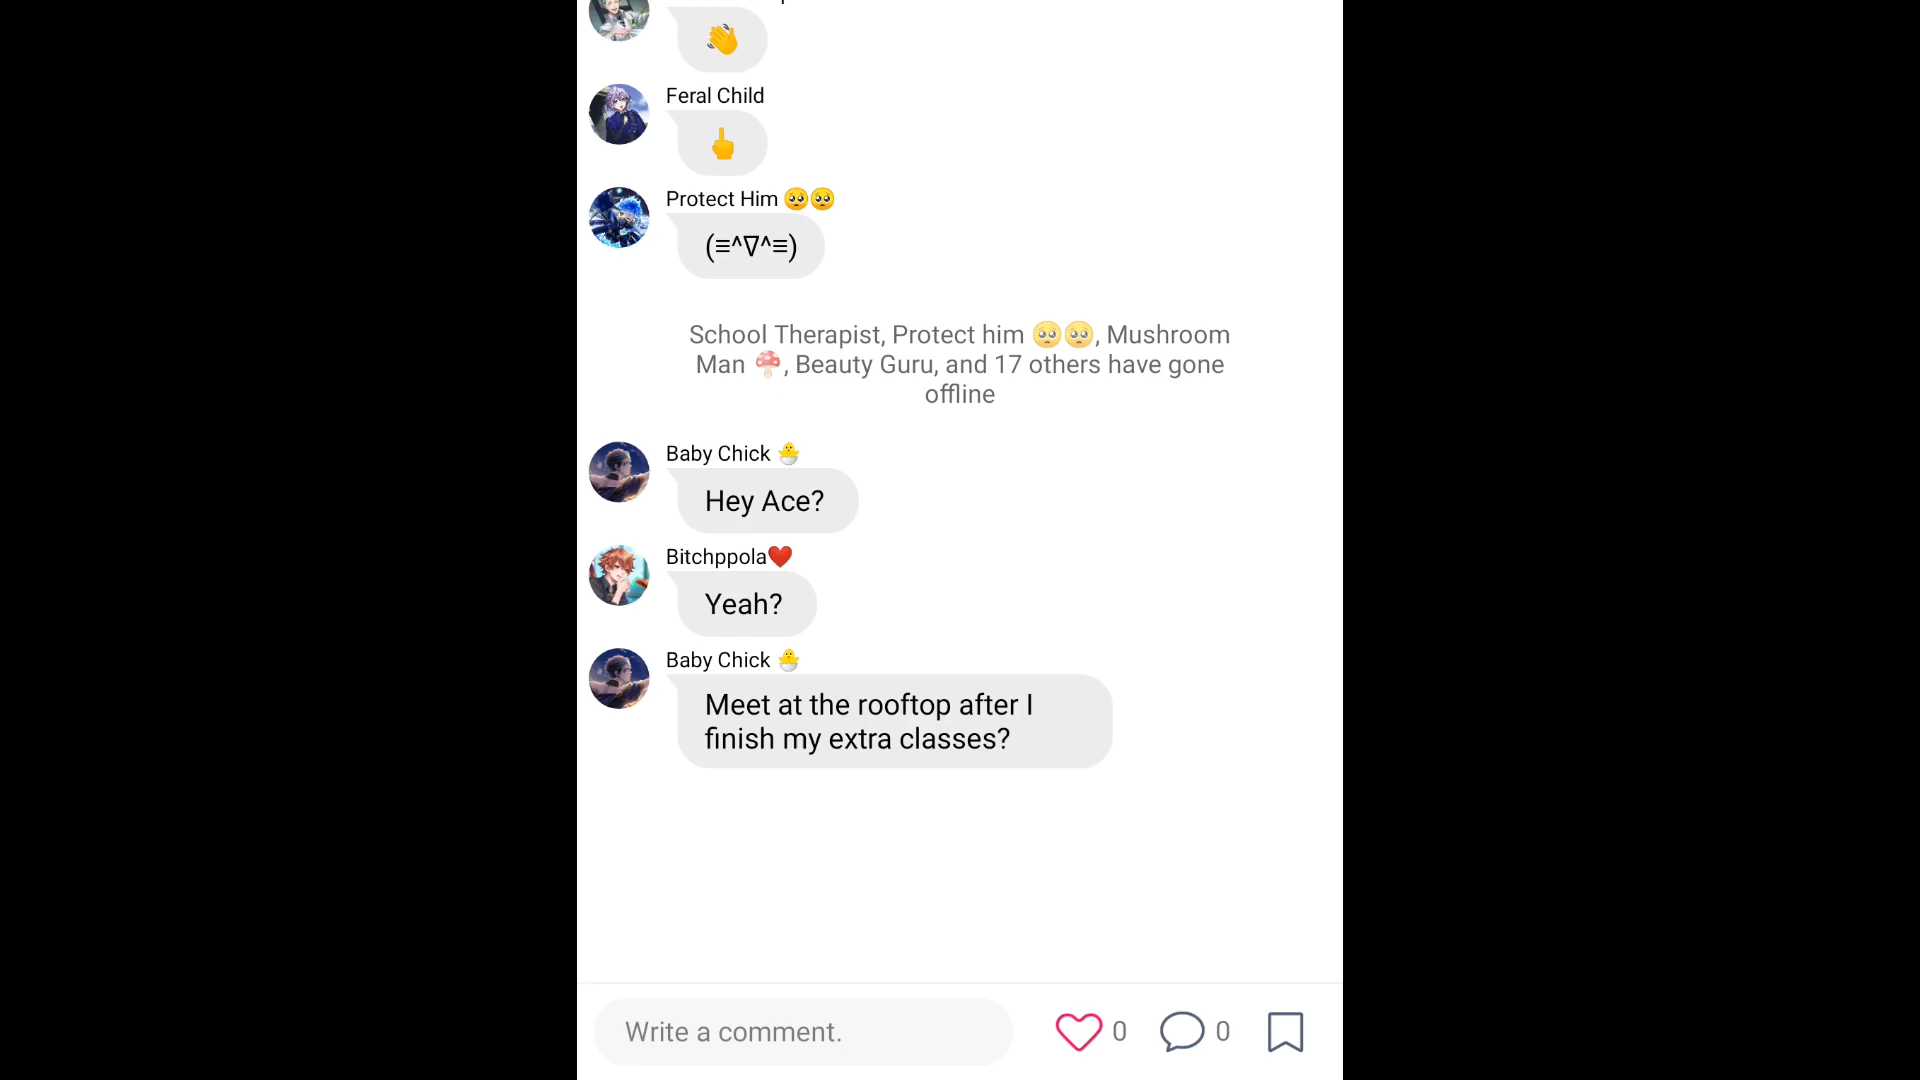 👋
Feral Child
🖕
Protect Him 🥺🥺
(≡^∇^≡)
School Therapist, Protect him 🥺🥺, Mushroom
Man 🍄, Beauty Guru, and 17 others have gone
offline
Baby Chick 🐣
Hey Ace?
Bitchppola❤️
Yeah?
Baby Chick 🐣
Meet at the rooftop after I
finish my extra classes?
Write a comment.
0
0